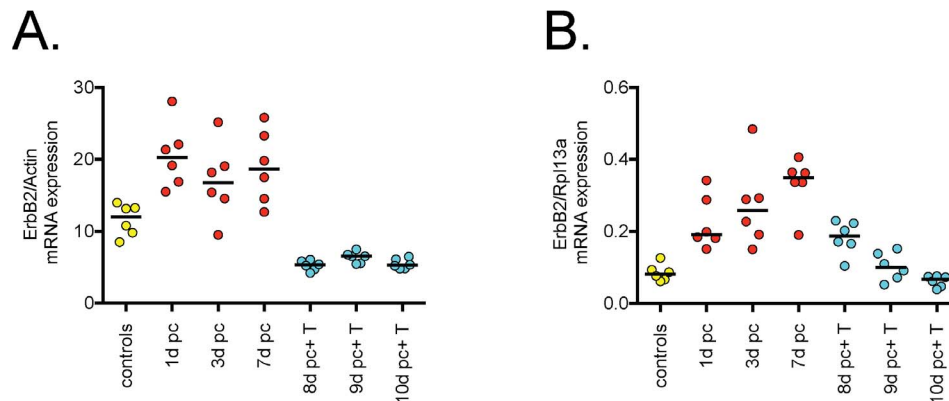 A.
ErbB2/Actin
mRNA expression
30
20
10
0
controls
1d pc
3d pc
7d pc
8d pc+ T
9d pc+ T
10d pc+ T
B.
ErbB2/Rpl13a
mRNA expression
0.6
0.4
0.2
0.0
controls
1d pc
3d pc
7d pc
8d pc+ T
9d pc+ T
10d pc+ T